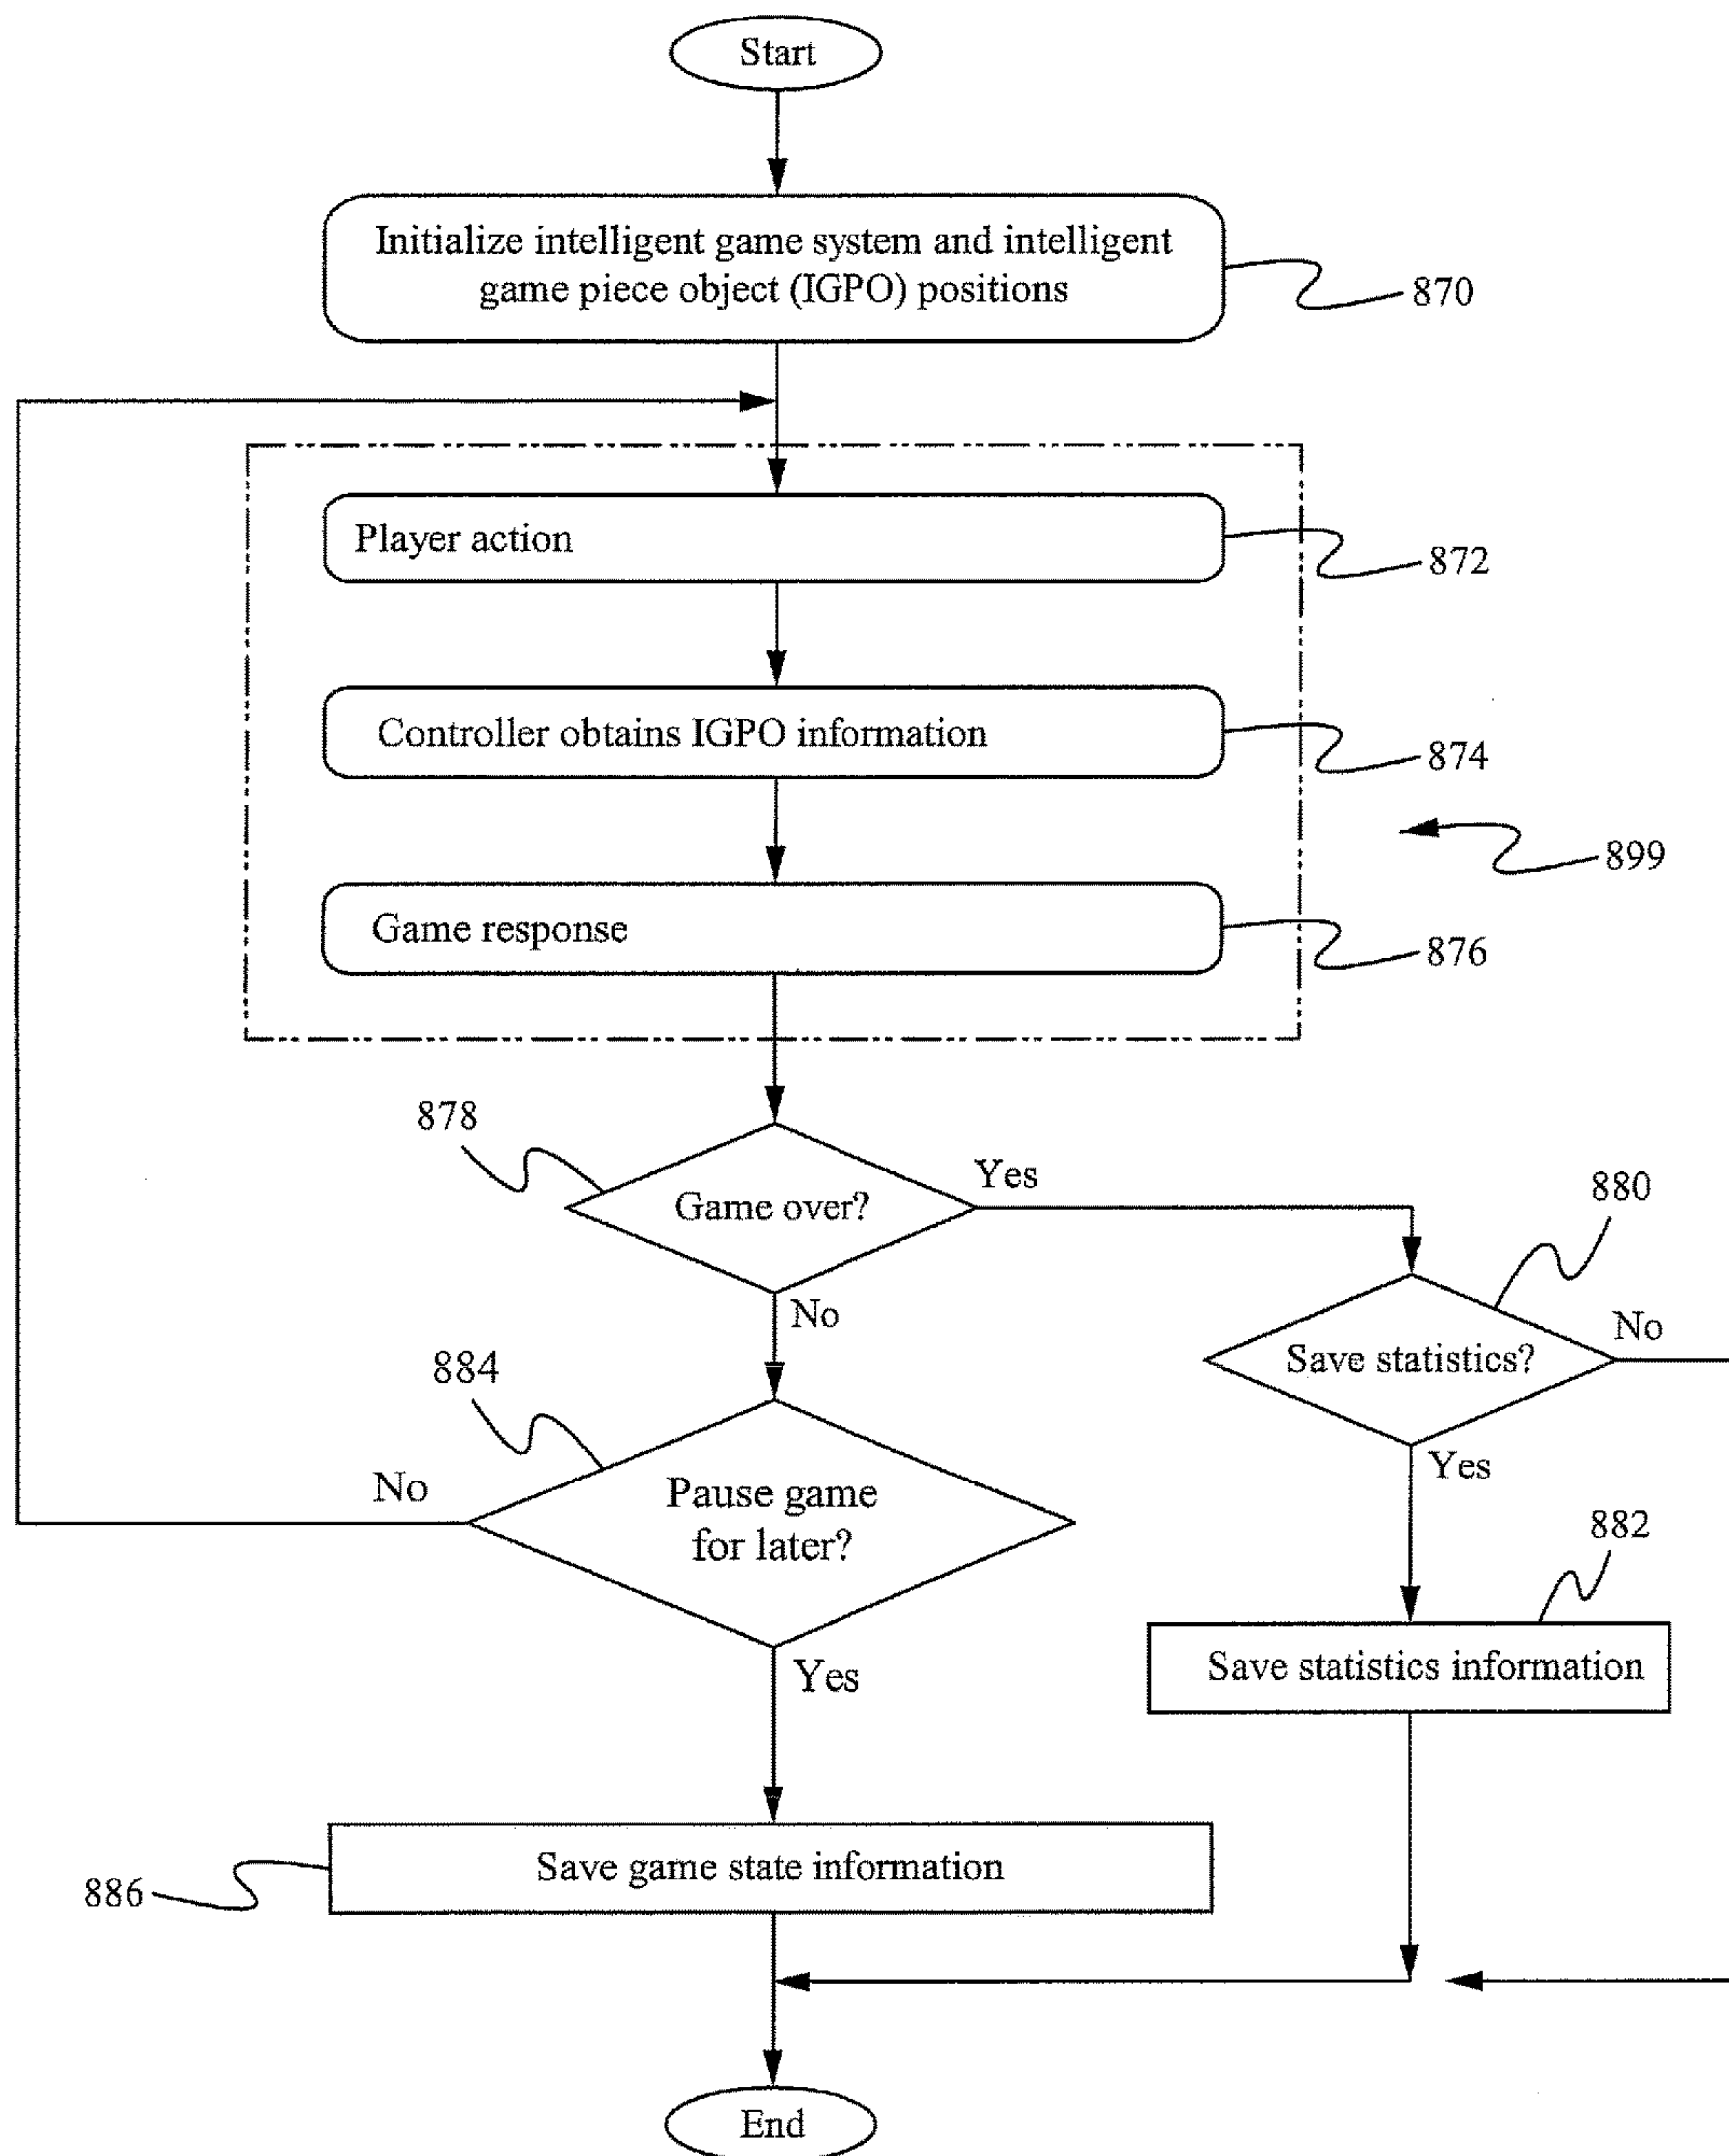 Start
Initialize intelligent game system and intelligent
game piece object (IGPO) positions
870
Player action
872
Controller obtains IGPO information
874
899
Game response
876
878
Game over?
Yes
No
880
Save statistics?
No
Yes
884
Pause game
for later?
No
Yes
882
Save statistics information
Save game state information
886
End